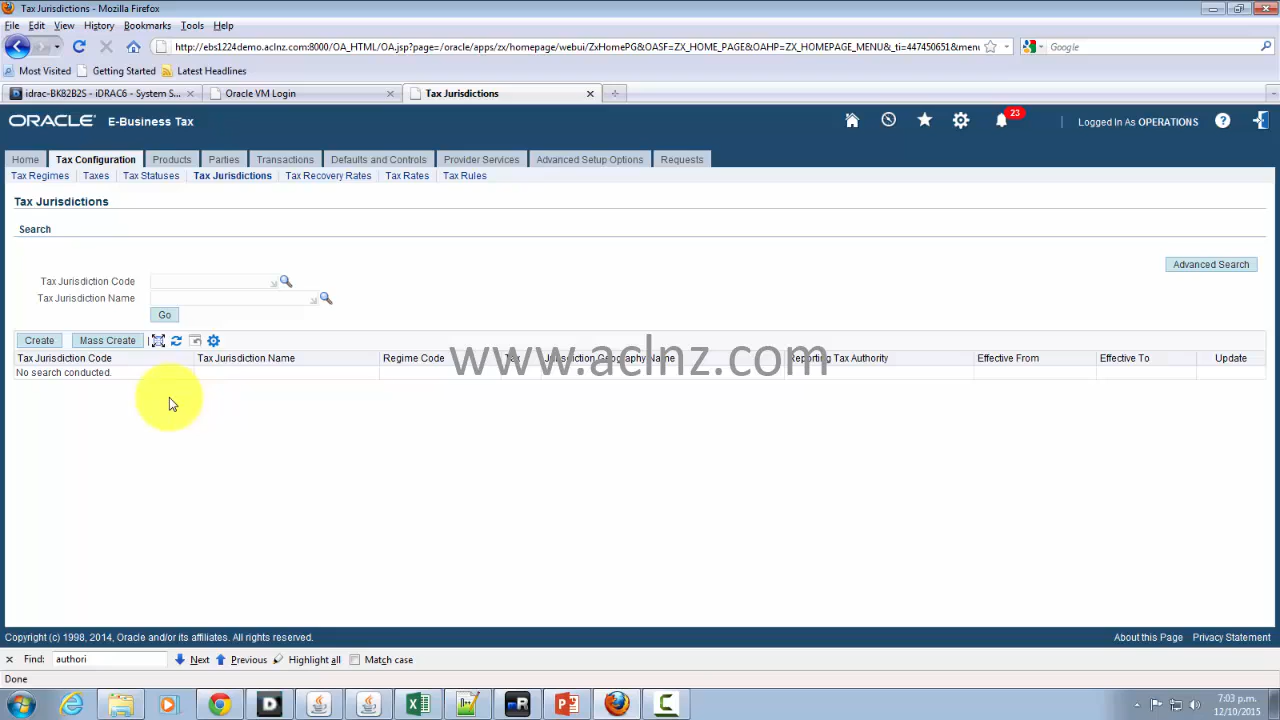 Tax Jurisdictions - Mozilla Firefox
File Edit View History Bookmarks Tools Help
http://ebs1224demo.aclnz.com:8000/OA_HTML/OA.jsp?page=/oracle/apps/zx/homepage/webui/ZxHomePG&OASF=ZX_HOME_PAGE&OAHP=ZX_HOMEPAGE_MENU&_ti=447450651&menu Google
Most Visited Getting Started Latest Headlines
idrac-BK82B2S - iDRAC6 - System S... Oracle VM Login Tax Jurisdictions
ORACLE' E-Business Tax 23 Logged In As OPERATIONS
Home Tax Configuration Products Parties Transactions Defaults and Controls Provider Services Advanced Setup Options Requests
Tax Regimes Taxes Tax Statuses Tax Jurisdictions Tax Recovery Rates Tax Rates Tax Rules
Tax Jurisdictions
Search
Advanced Search
Tax Jurisdiction Code
Tax Jurisdiction Name
Go
Create Mass Create
Tax Jurisdiction Code Tax Jurisdiction Name Regime Code Tax Jurisdiction Geography Name Reporting Tax Authority Effective From Effective To Update
www.aclnz.com
No search conducted.
Copyright (c) 1998, 2014, Oracle and/or its affiliates. All rights reserved. About this Page Privacy Statement
Find: authori Next Previous Highlight all Match case
Done
7:03 p.m.
12/10/2015